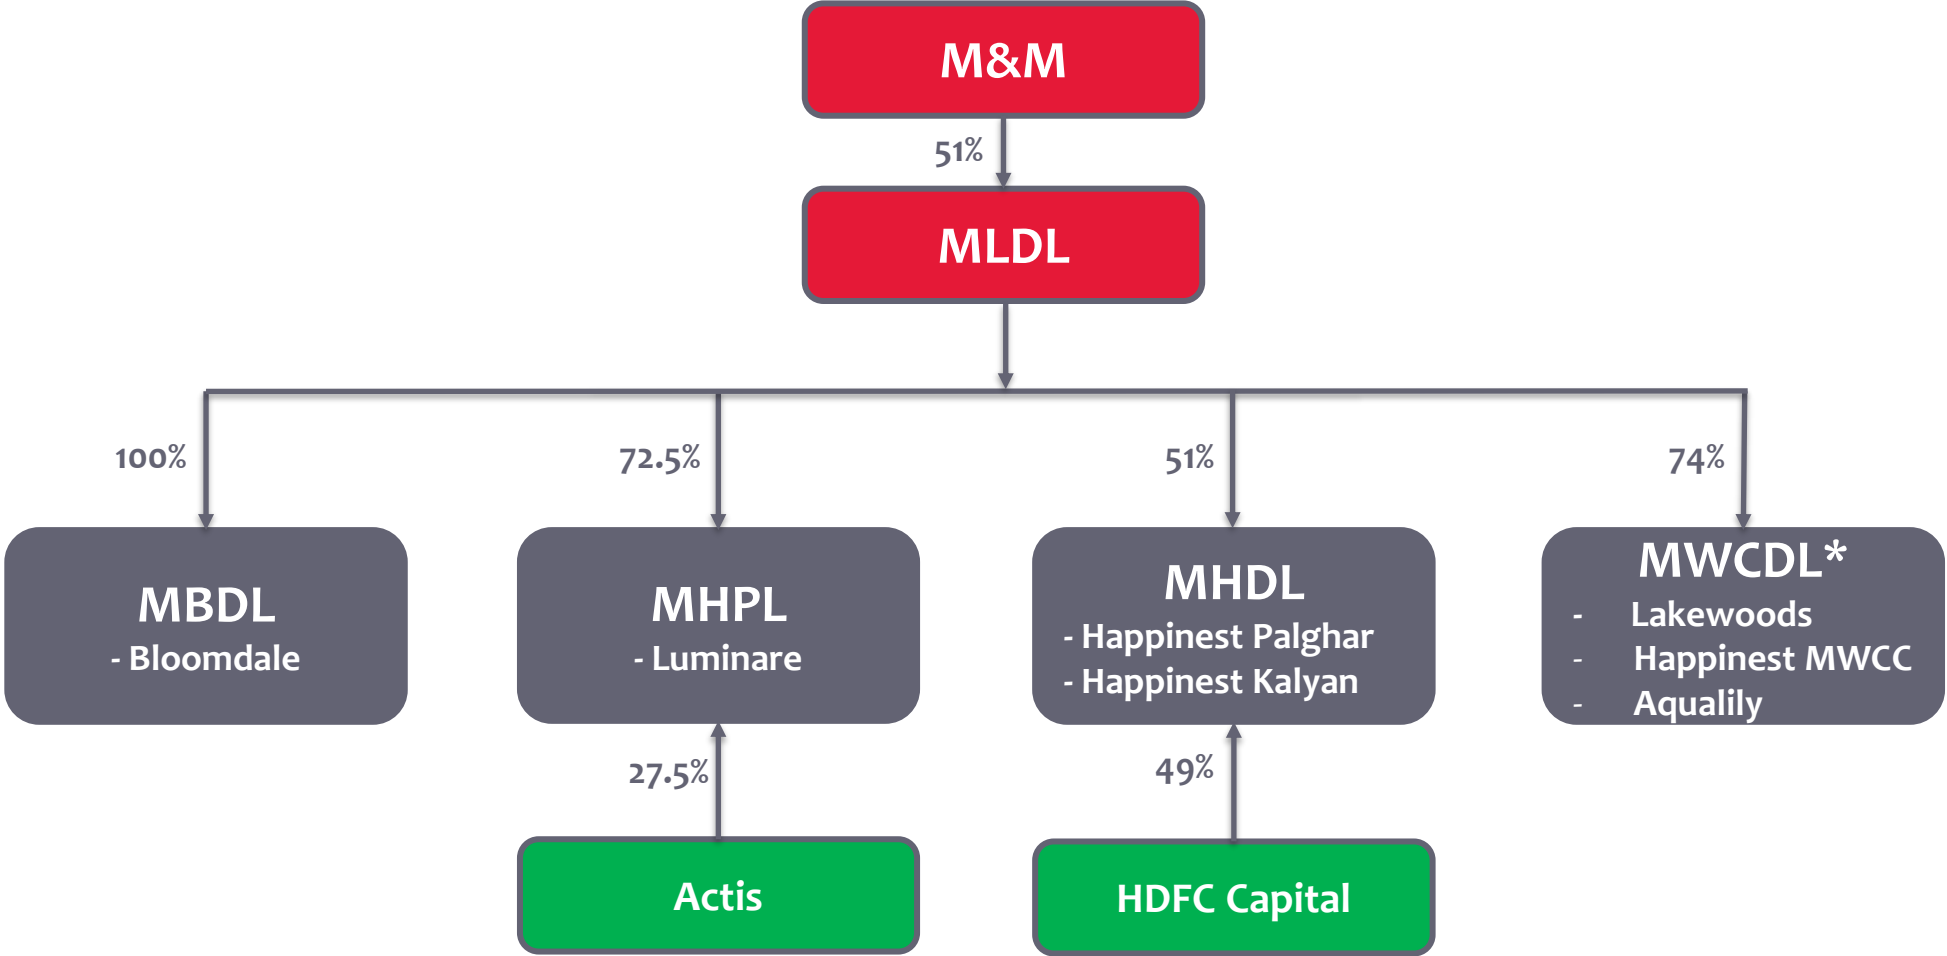 M&M
51%
MLDL
100%
72.5%
51%
74%
MBDL
- Bloomdale
MHPL
- Luminare
MHDL
- Happinest Palghar
- Happinest Kalyan
MWCDL*
- Lakewoods
- Happinest MWCC
- Aqualily
27.5%
49%
Actis
HDFC Capital